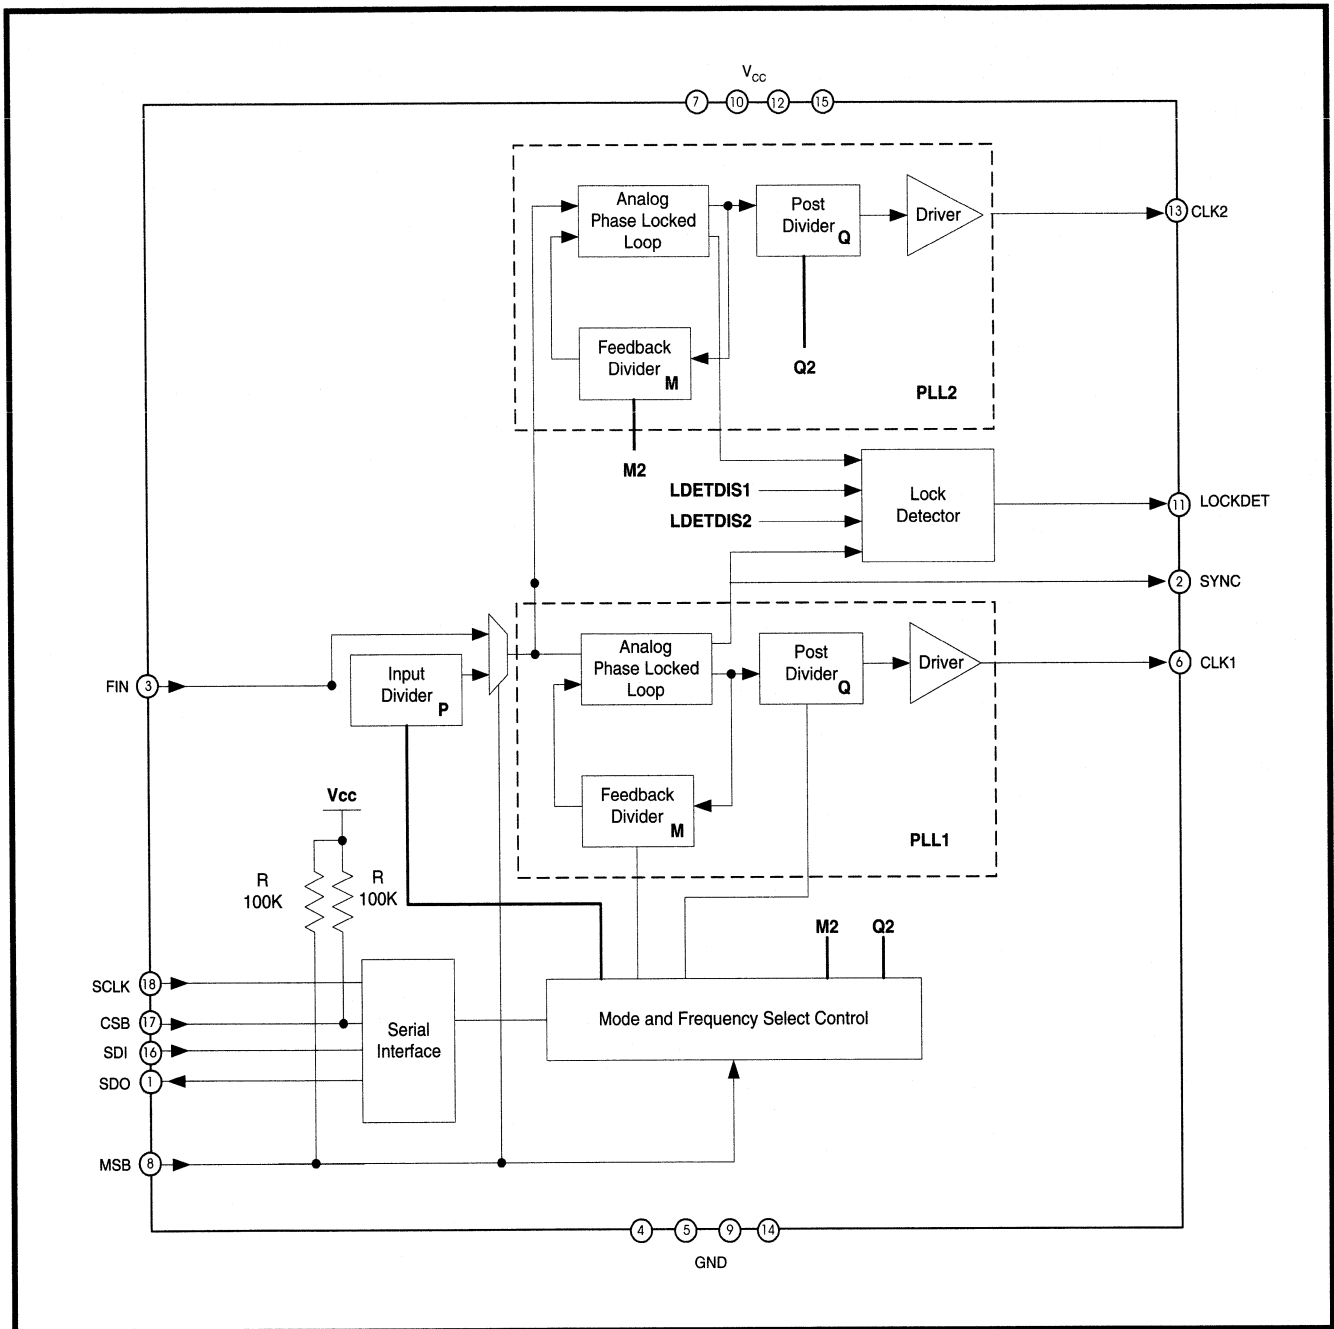 VCC
7 10 12 15
Analog
Phase Locked
Loop
Post
Divider
Q
Driver
13 CLK2
Feedback
Divider
M
Q2
PLL2
M2
LDETDIS1
LDETDIS2
Lock
Detector
11 LOCKDET
2 SYNC
Analog
Phase Locked
Loop
Post
Divider
Q
Driver
6 CLK1
FIN 3
Input
Divider
P
Feedback
Divider
M
PLL1
Vcc
R
100K
R
100K
M2 Q2
SCLK 18
CSB 17
SDI 16
SDO 1
Serial
Interface
Mode and Frequency Select Control
MSB 8
4 5 9 14
GND